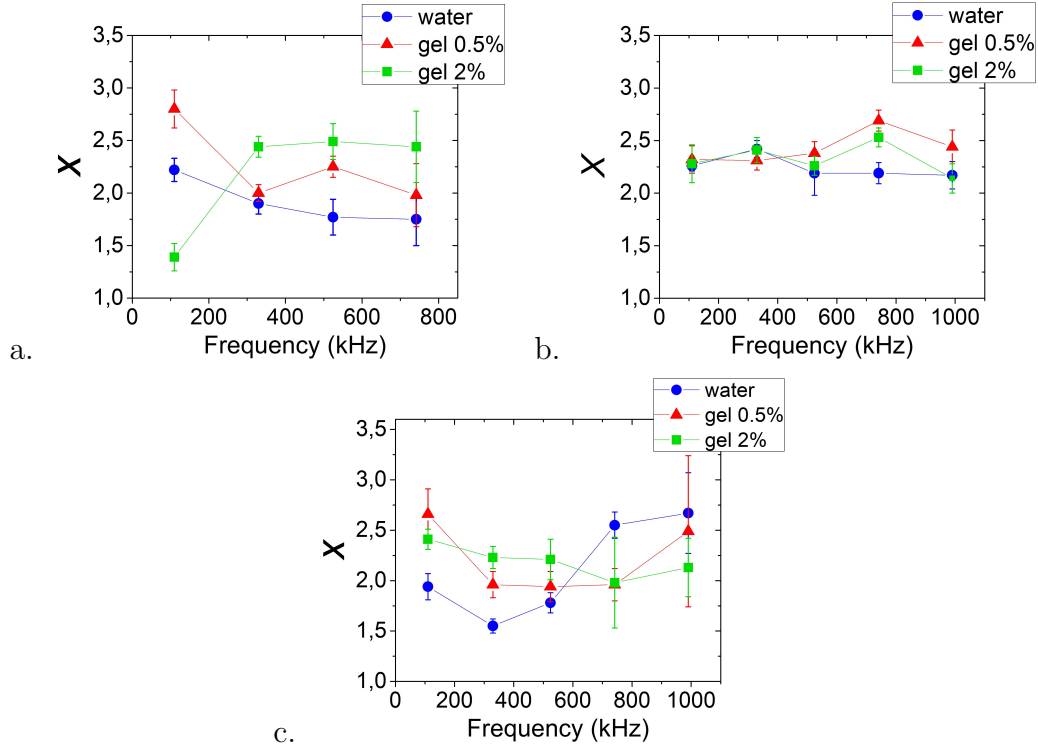 water
gel 0.5%
gel 2%
3,5
3,0
2,5
2,0
1,5
1,0
X
0 200 400 600 800
Frequency (kHz)
a.
water
gel 0.5%
gel 2%
3,5
3,0
2,5
2,0
1,5
1,0
X
0 200 400 600 800 1000
Frequency (kHz)
b.
water
gel 0.5%
gel 2%
3,5
3,0
2,5
2,0
1,5
1,0
X
0 200 400 600 800 1000
Frequency (kHz)
c.